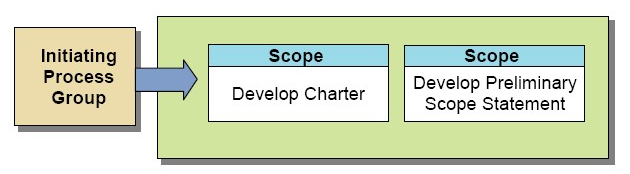 Initiating
Process
Group
Scope
Develop Charter
Scope
Develop Preliminary
Scope Statement